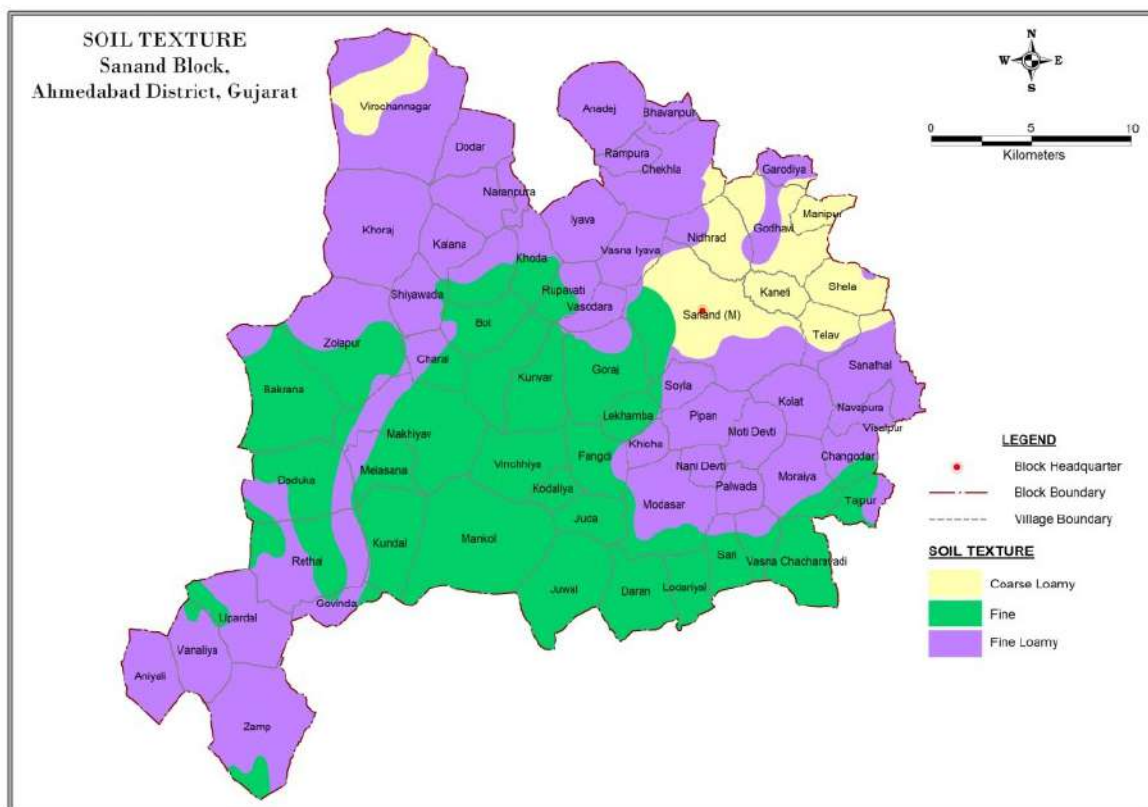 SOIL TEXTURE
Sanand Block,
Ahmedabad District, Gujarat
N
W E
S
0 5 10
Kilometers
Virochannagar
Dodar
Naranpura
Khoraj
Kalana
Khoda
Shiyawada
Anadej
Bhavanpur
Rampura
Chekhla
Iyava
Vasna Iyava
Garodiya
Manipur
Godhavi
Nidhrad
Kaneti
Shela
Sanand (M)
Telav
Rupavati
Vasodara
Bol
Zolapur
Charal
Bakrana
Kunvar
Goraj
Soyla
Sanathal
Kolat
Navapura
Visalpur
Lekhamba
Pipan
Moti Devti
Makhiyav
Khicha
Changodar
Melasana
Virochhiya
Fangdi
Nani Devti
Moraiya
Daduka
Kodaliya
Palwada
Modasar
Tajpur
Juda
Mankol
Kundal
Rethal
Sari
Vasna Chacharavadi
Govinda
Juwal
Daran
Lodariyal
Upardal
Vanaliya
Aniyali
Zamp
LEGEND
Block Headquarter
Block Boundary
Village Boundary
SOIL TEXTURE
Coarse Loamy
Fine
Fine Loamy